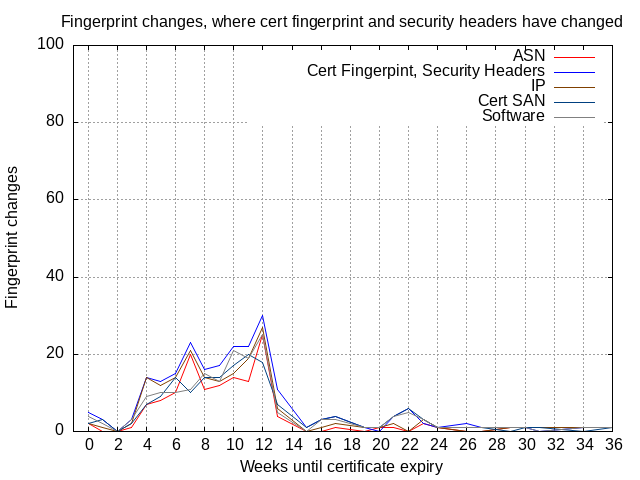 Fingerprint changes, where cert fingerprint and security headers have changed
100
80
60
40
20
0
Fingerprint changes
ASN
Cert Fingerpint, Security Headers
IP
Cert SAN
Software
0 2 4 6 8 10 12 14 16 18 20 22 24 26 28 30 32 34 36
Weeks until certificate expiry